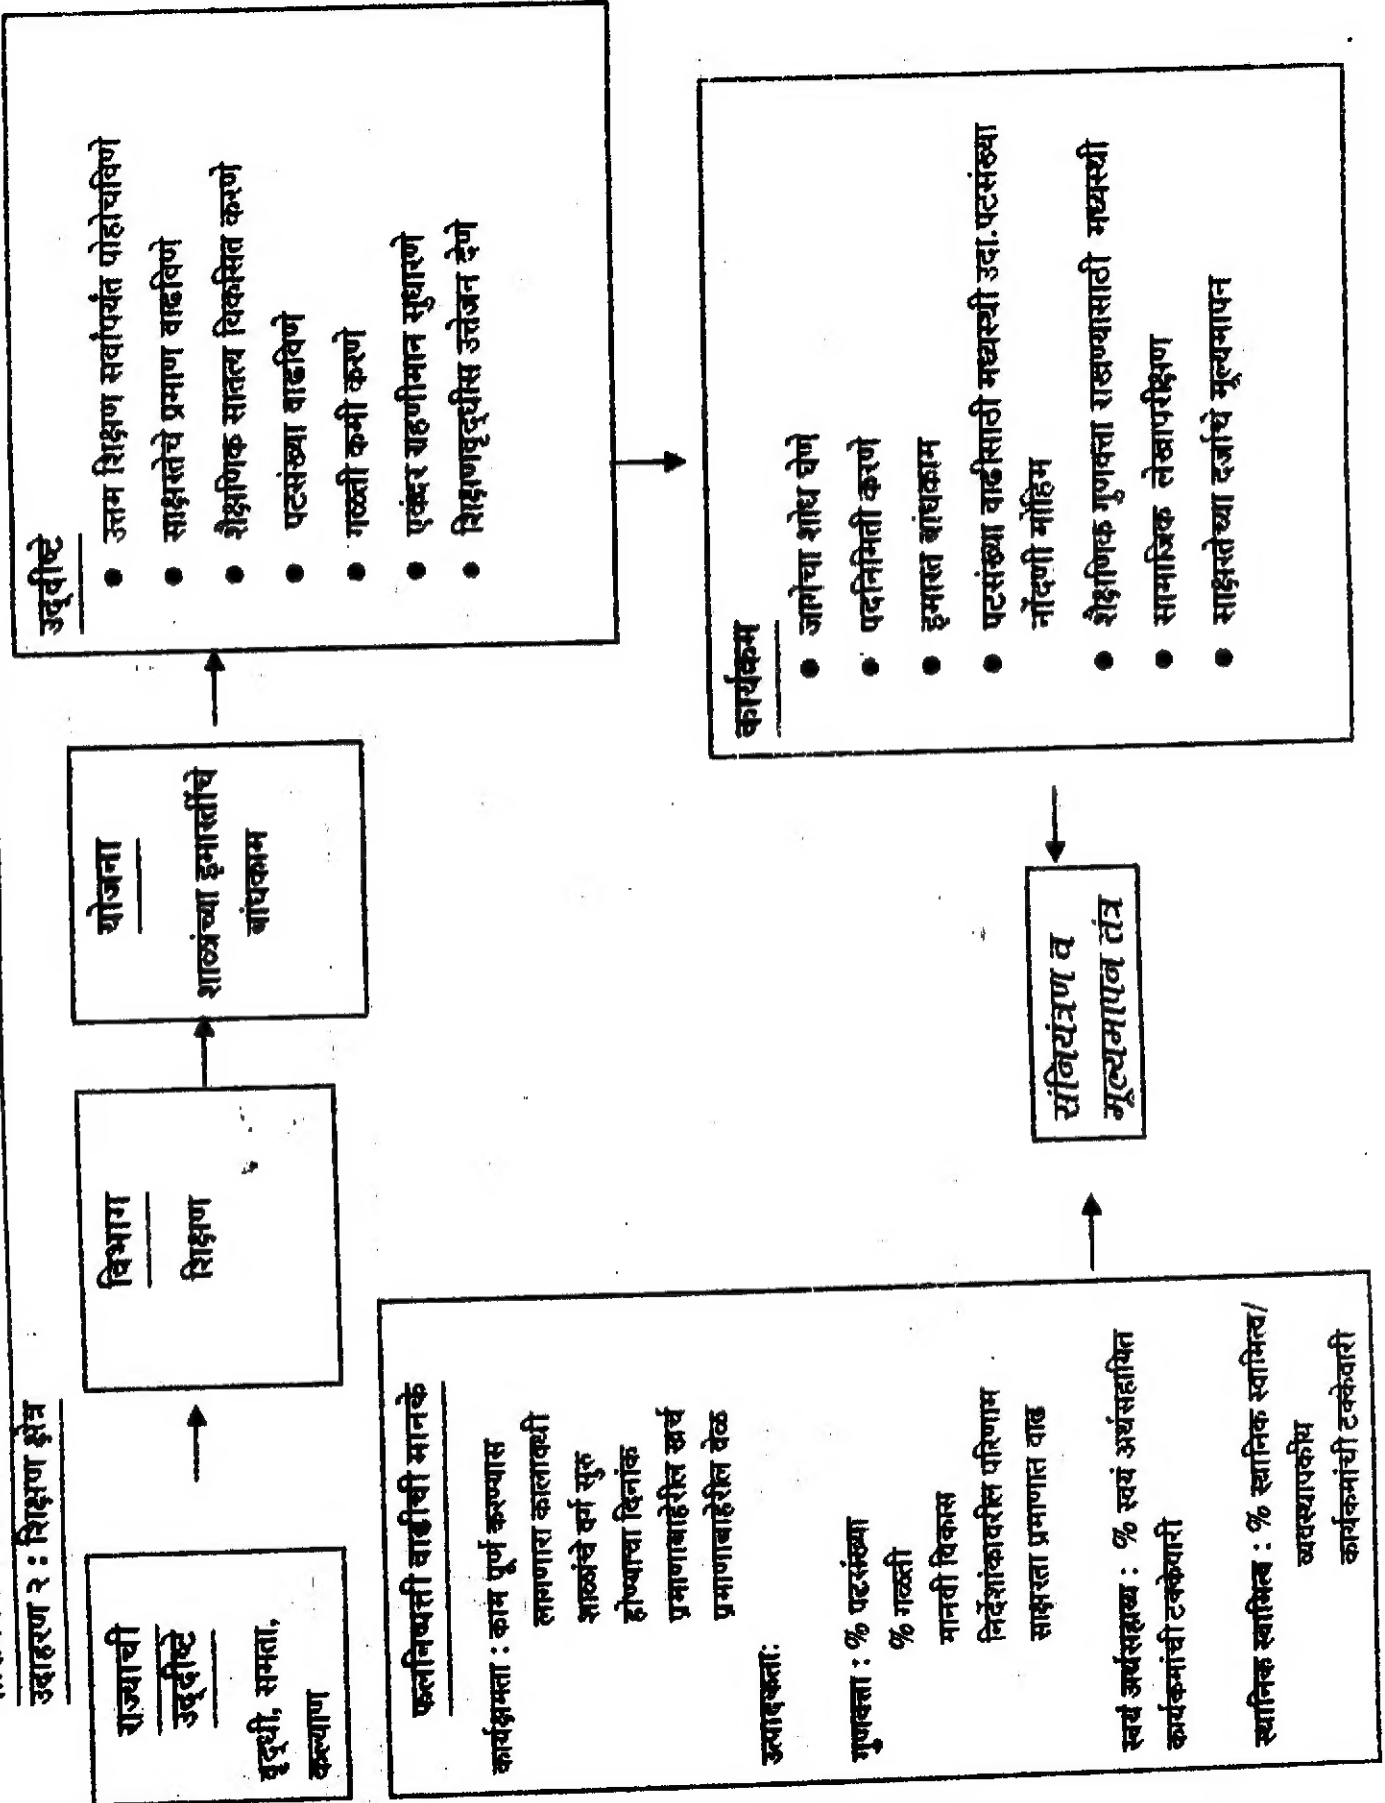 उदाहरण २ : शिक्षण क्षेत्र
राज्याची
उद्दीष्टे
वृद्धी, समता,
कल्याण
विभाग
शिक्षण
योजना
शाळांच्या इमारतींचे
बांधकाम
उद्दीष्टे
● उत्तम शिक्षण सर्वांपर्यंत पोहोचविणे
● साक्षरतेचे प्रमाण वाढविणे
● शैक्षणिक सातत्य विकसित करणे
● पटसंख्या वाढविणे
● गळती कमी करणे
● एकंदर राहणीमान सुधारणे
● शिक्षणवृद्धीस उत्तेजन देणे
कार्यक्रम
● जागेचा शोध घेणे
● पदनिर्मिती करणे
● इमारत बांधकाम
● पटसंख्या वाढीसाठी मध्यस्थी उदा.पटसंख्या
नोंदणी मोहिम
● शैक्षणिक गुणवत्ता राखण्यासाठी मध्यस्थी
● सामाजिक लेखापरीक्षण
● साक्षरतेच्या दर्जाचे मूल्यमापन
संनियंत्रण व
मूल्यमापन तंत्र
फलनिष्पत्ती वाढीची मानके
कार्यक्षमता : काम पूर्ण करण्यास
लागणारा कालावधी
शाळांचे वर्ग सुरु
होण्याचा दिनांक
प्रमाणाबाहेरील खर्च
प्रमाणाबाहेरील वेळ
उत्पादकता:
गुणवत्ता : % पटसंख्या
% गळती
मानवी विकास
निर्देशांकावरील परिणाम
साक्षरता प्रमाणात वाढ
स्वयं अर्थसहाय्य : % स्वयं अर्थसहायित
कार्यक्रमांची टक्केवारी
स्थानिक स्वामित्व : % स्थानिक स्वामित्व/
व्यवस्थापकीय
कार्यक्रमांची टक्केवारी